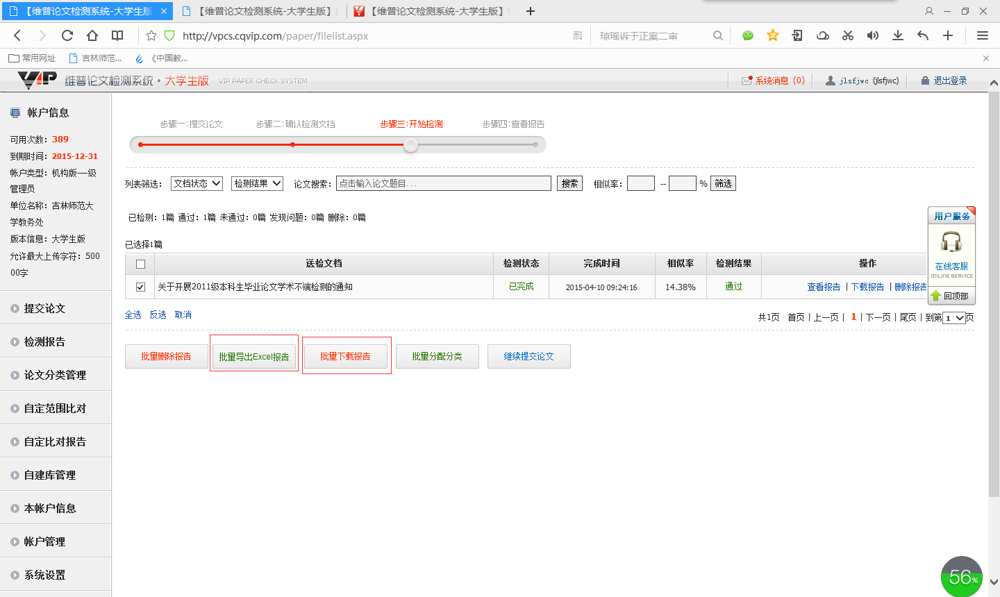 【维普论文检测系统-大学生版
【维普论文检测系统-大学生版】
【维普论文检测系统-大学生版】
http://vpcs.cqvip.com/paper/filelist.aspx
琼瑶诉于正案二审
常用网址
吉林师范...
《中国教...
VIP 维普论文检测系统·大学生版 VIP PAPER CHECK SYSTEM
系统消息 (0)
jlsfjwc (jlsfjwc)
退出登录
帐户信息
可用次数：389
到期时间：2015-12-31
帐户类型：机构版-一级
管理员
单位名称：吉林师范大
学教务处
版本信息：大学生版
允许最大上传字符：500
00字
提交论文
检测报告
论文分类管理
自定范围比对
自定比对报告
自建库管理
本帐户信息
帐户管理
系统设置
步骤一:提交论文 步骤二:确认检测文档 步骤三:开始检测 步骤四:查看报告
列表筛选： 文档状态 检测结果 论文搜索： 点击输入论文题目... 搜索 相似率： -- % 筛选
已检测：1篇 通过：1篇 未通过：0篇 发现问题：0篇 删除：0篇
已选择1篇
送检文档 检测状态 完成时间 相似率 检测结果 操作
关于开展2011级本科生毕业论文学术不端检测的通知 已完成 2015-04-10 09:24:16 14.38% 通过 查看报告 | 下载报告 | 删除报告
全选 反选 取消
共1页 首页 | 上一页 | 1 | 下一页 | 尾页 | 到第 1 页
批量删除报告 批量导出Excel报告 批量下载报告 批量分配分类 继续提交论文
用户服务
在线客服
ONLINE SERVICE
回顶部
56%